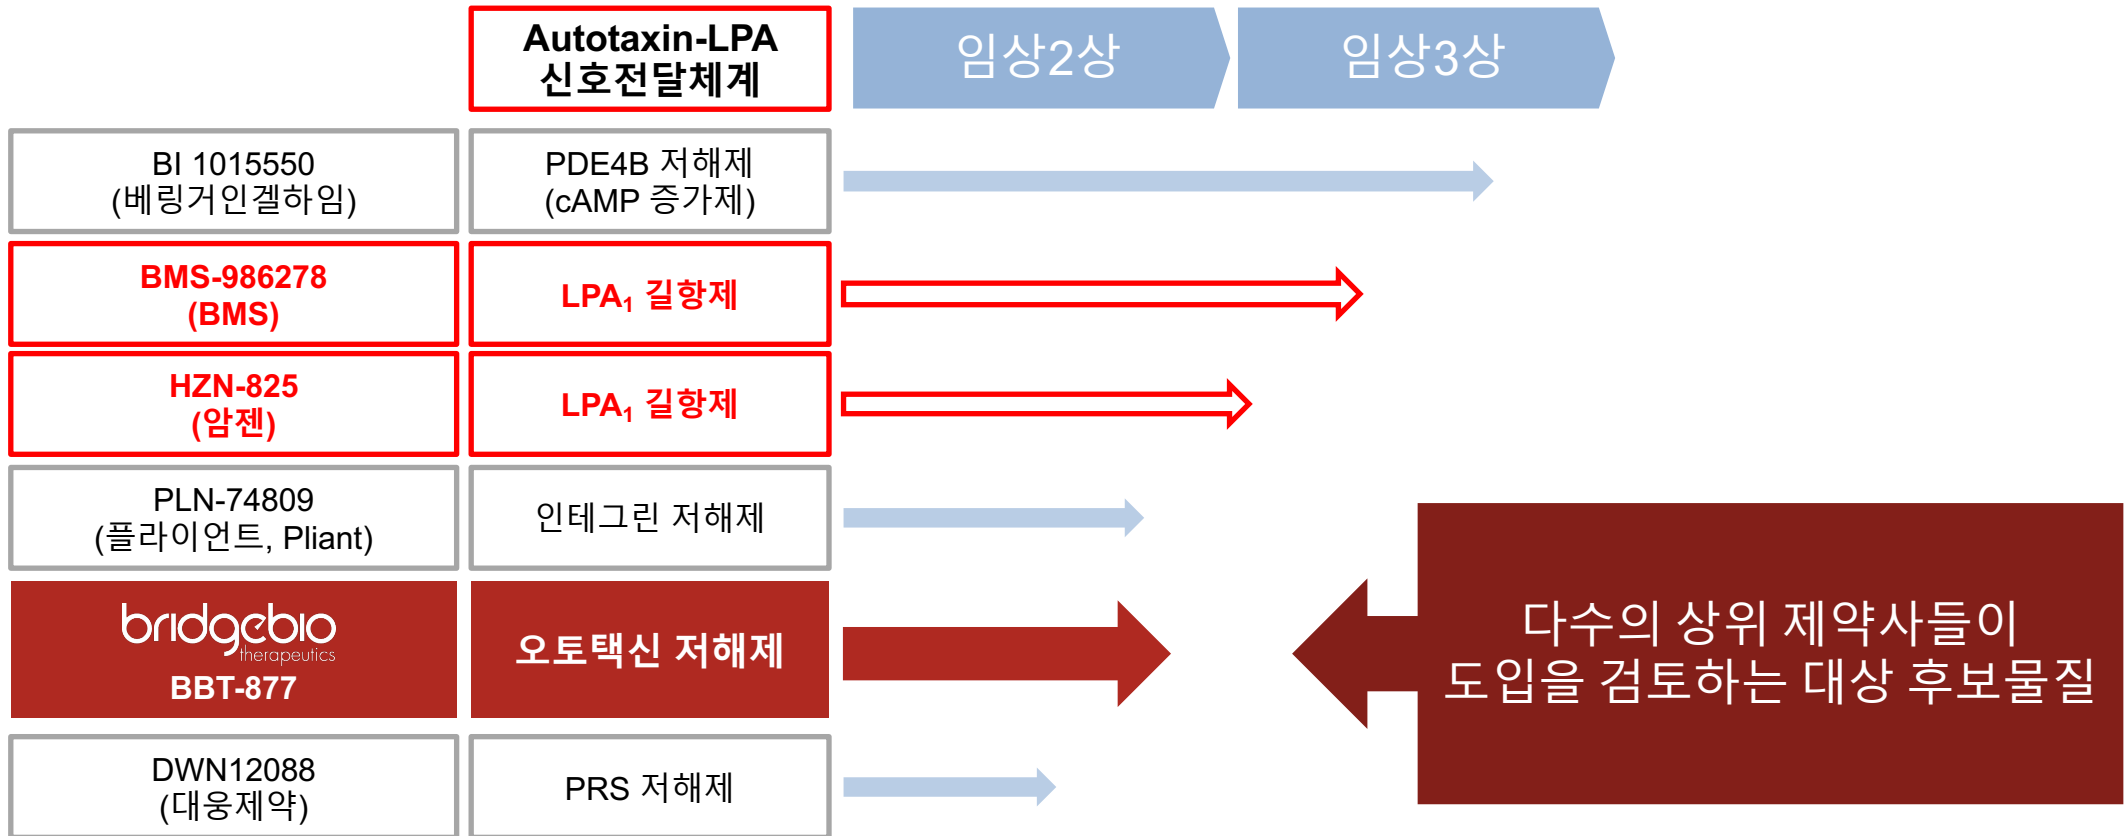 Autotaxin-LPA
신호전달체계
임상2상
임상3상
BI 1015550
(베링거인겔하임)
PDE4B 저해제
(cAMP 증가제)
BMS-986278
(BMS)
LPA₁ 길항제
HZN-825
(암젠)
LPA₁ 길항제
PLN-74809
(플라이언트, Pliant)
인테그린 저해제
bridgebio
therapeutics
BBT-877
오토택신 저해제
다수의 상위 제약사들이
도입을 검토하는 대상 후보물질
DWN12088
(대웅제약)
PRS 저해제